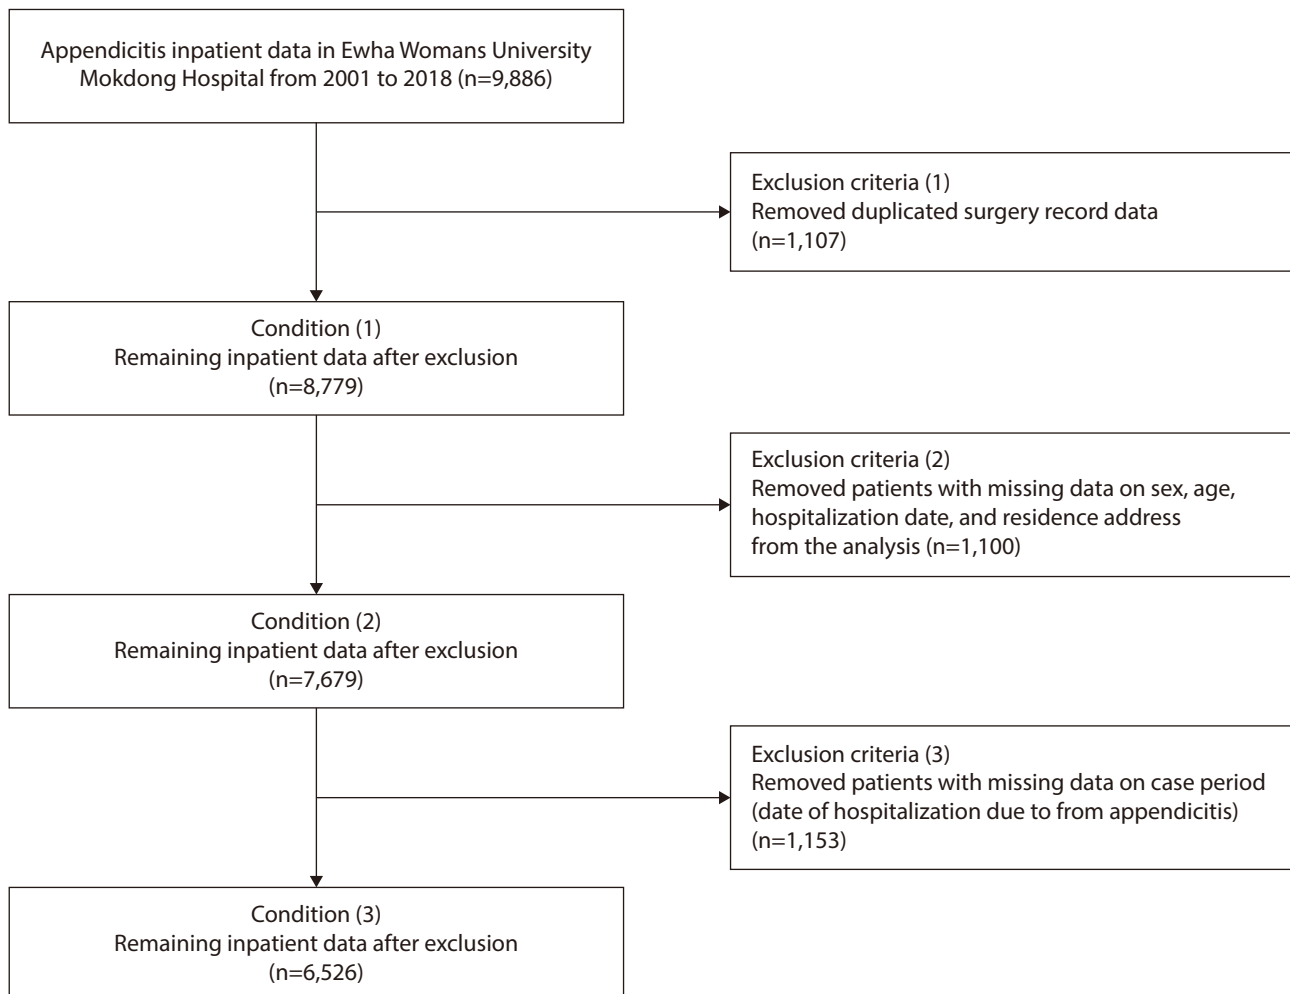 Appendicitis inpatient data in Ewha Womans University
Mokdong Hospital from 2001 to 2018 (n=9,886)
Exclusion criteria (1)
Removed duplicated surgery record data
(n=1,107)
Condition (1)
Remaining inpatient data after exclusion
(n=8,779)
Exclusion criteria (2)
Removed patients with missing data on sex, age,
hospitalization date, and residence address
from the analysis (n=1,100)
Condition (2)
Remaining inpatient data after exclusion
(n=7,679)
Exclusion criteria (3)
Removed patients with missing data on case period
(date of hospitalization due to from appendicitis)
(n=1,153)
Condition (3)
Remaining inpatient data after exclusion
(n=6,526)